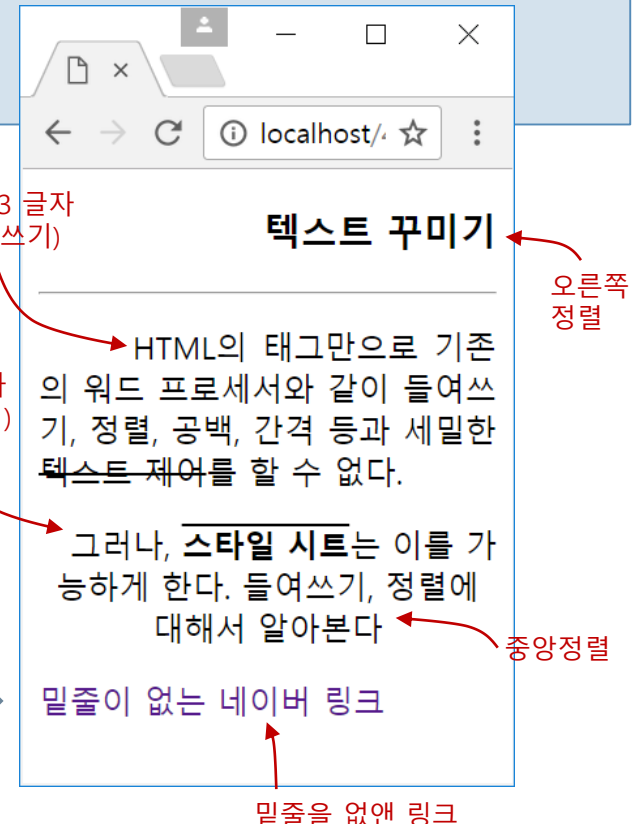 localhost/
3 글자
쓰기)
텍스트 꾸미기
오른쪽
정렬
HTML의 태그만으로 기존
의 워드 프로세서와 같이 들여쓰
기, 정렬, 공백, 간격 등과 세밀한
텍스트 제어를 할 수 없다.
)
그러나, 스타일 시트는 이를 가
능하게 한다. 들여쓰기, 정렬에
대해서 알아본다
중앙정렬
밑줄이 없는 네이버 링크
밑줄을 없앤 링크